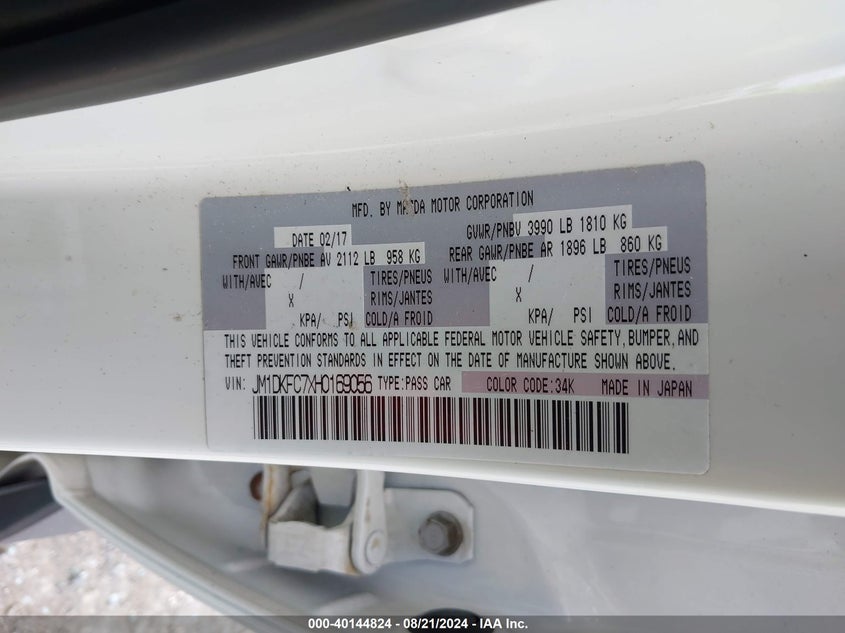 MFD. BY MAZDA MOTOR CORPORATION
DATE 02/17 GVWR/PNBV 3990 LB 1810 KG
FRONT GAWR/PNBE AV 2112 LB 958 KG REAR GAWR/PNBE AR 1896 LB 860 KG
WITH/AVEC / TIRES/PNEUS WITH/AVEC / TIRES/PNEUS
X RIMS/JANTES X RIMS/JANTES
KPA/ PSI COLD/A FROID KPA/ PSI COLD/A FROID
THIS VEHICLE CONFORMS TO ALL APPLICABLE FEDERAL MOTOR VEHICLE SAFETY, BUMPER, AND
THEFT PREVENTION STANDARDS IN EFFECT ON THE DATE OF MANUFACTURE SHOWN ABOVE.
VIN: JM1DKFC7XH0169056 TYPE:PASS CAR COLOR CODE:34K MADE IN JAPAN
000-40144824 - 08/21/2024 - IAA Inc.